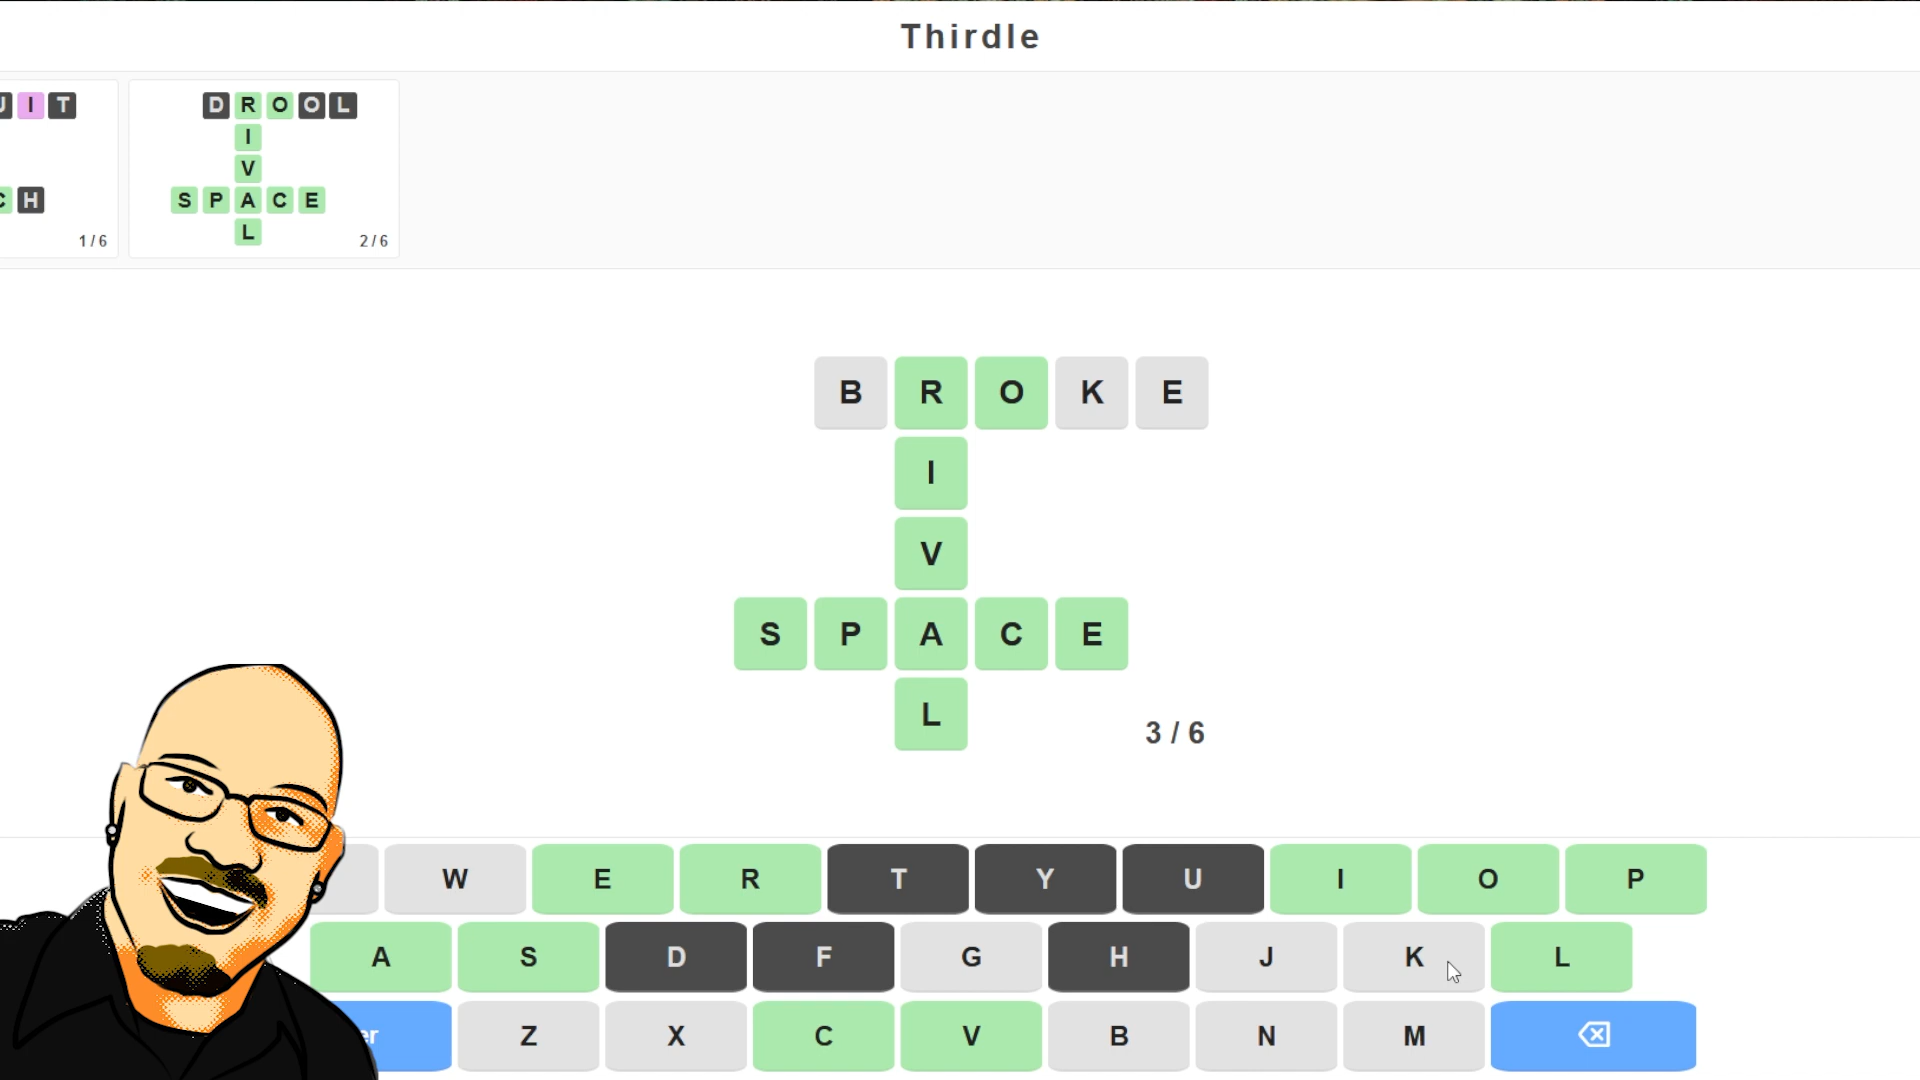 Thirdle
I T
C H
1 / 6
D R O O L
I
V
S P A C E
L
2 / 6
B R O K E
I
V
S P A C E
L
3 / 6
W E R T Y U I O P
A S D F G H J K L
Z X C V B N M